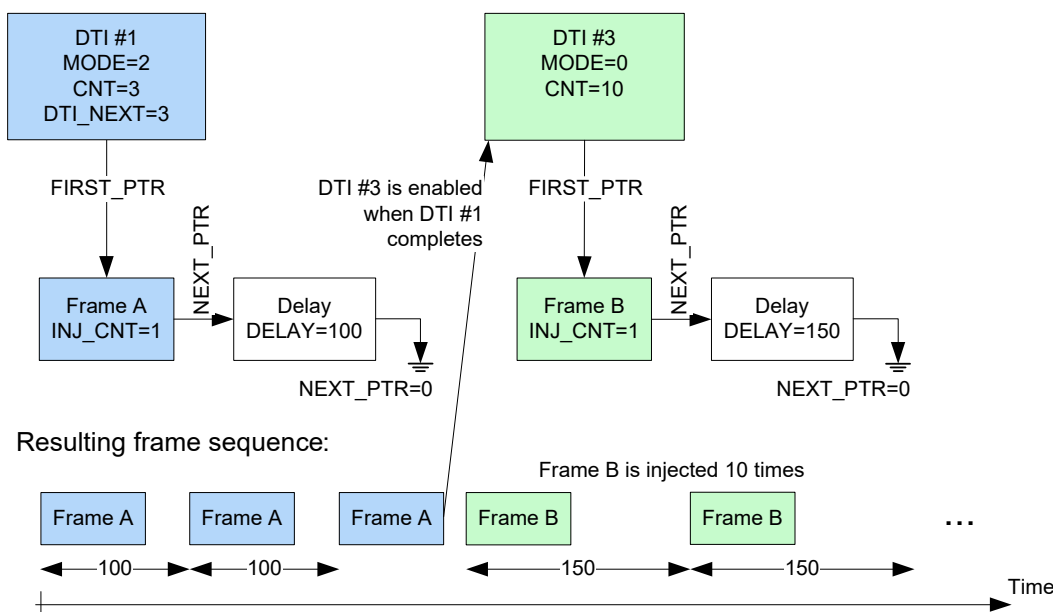 DTI #1
MODE=2
CNT=3
DTI_NEXT=3
DTI #3
MODE=0
CNT=10
FIRST_PTR
NEXT_PTR
DTI #3 is enabled
when DTI #1
completes
FIRST_PTR
NEXT_PTR
Frame A
INJ_CNT=1
Delay
DELAY=100
NEXT_PTR=0
Frame B
INJ_CNT=1
Delay
DELAY=150
NEXT_PTR=0
Resulting frame sequence:
Frame B is injected 10 times
Frame A
Frame A
Frame A
Frame B
Frame B
...
100
100
150
150
Time